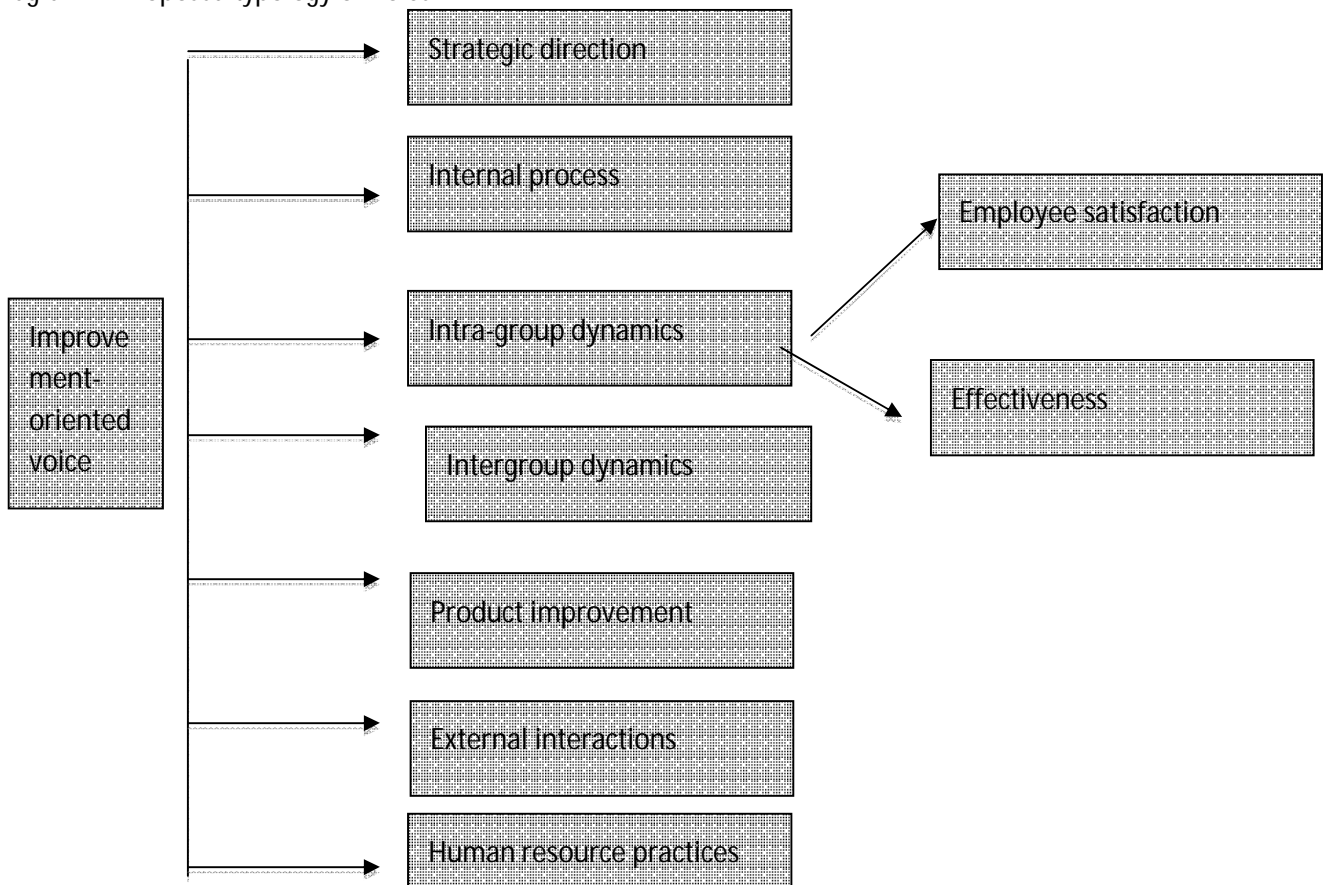 Strategic direction
Internal process
Employee satisfaction
Improve
ment-
oriented
voice
Intra-group dynamics
Effectiveness
Intergroup dynamics
Product improvement
External interactions
Human resource practices